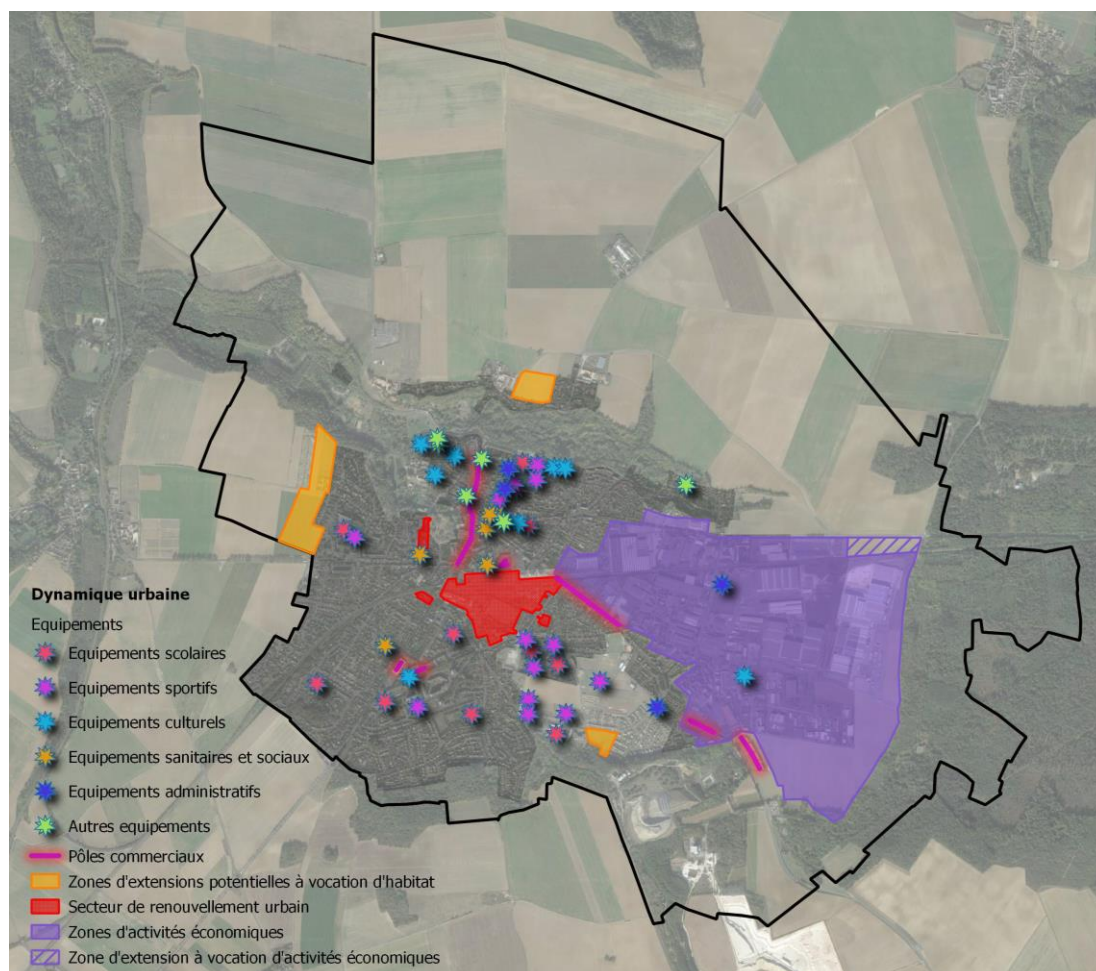 Dynamique urbaine
Equipements
Equipements scolaires
Equipements sportifs
Equipements culturels
Equipements sanitaires et sociaux
Equipements administratifs
Autres equipements
Pôles commerciaux
Zones d'extensions potentielles à vocation d'habitat
Secteur de renouvellement urbain
Zones d'activités économiques
Zone d'extension à vocation d'activités économiques